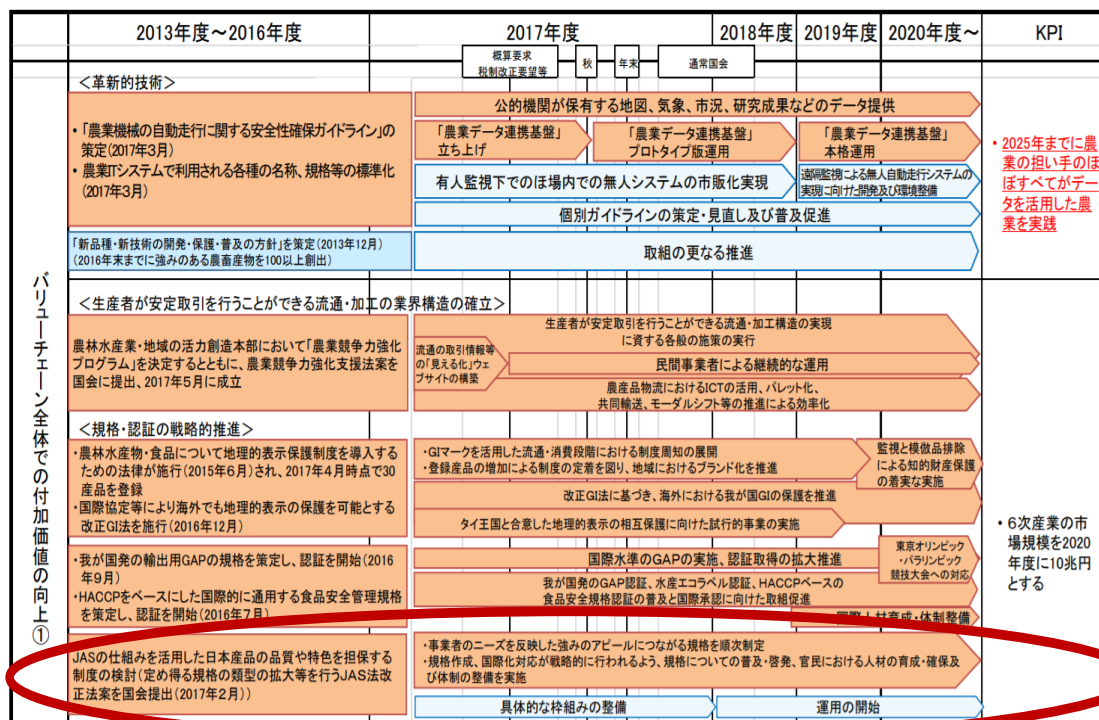 2013年度～2016年度
2017年度
2018年度
2019年度
2020年度～
KPI
概算要求
税制改正要望等
秋
年末
通常国会
バリューチェーン全体での付加価値の向上①
＜革新的技術＞
・「農業機械の自動走行に関する安全性確保ガイドライン」の
策定(2017年3月)
・農業ITシステムで利用される各種の名称、規格等の標準化
(2017年3月)
公的機関が保有する地図、気象、市況、研究成果などのデータ提供
「農業データ連携基盤」
立ち上げ
「農業データ連携基盤」
プロトタイプ版運用
「農業データ連携基盤」
本格運用
有人監視下でのほ場内での無人システムの市販化実現
遠隔監視による無人自動走行システムの
実現に向けた開発及び環境整備
個別ガイドラインの策定・見直し及び普及促進
・2025年までに農
業の担い手のほ
ぼすべてがデー
タを活用した農
業を実践
「新品種・新技術の開発・保護・普及の方針」を策定(2013年12月)
(2016年末までに強みのある農畜産物を100以上創出)
取組の更なる推進
＜生産者が安定取引を行うことができる流通・加工の業界構造の確立＞
農林水産業・地域の活力創造本部において「農業競争力強化
プログラム」を決定するとともに、農業競争力強化支援法案を
国会に提出、2017年5月に成立
生産者が安定取引を行うことができる流通・加工構造の実現
に資する各般の施策の実行
流通の取引情報等
の「見える化」ウェ
ブサイトの構築
民間事業者による継続的な運用
農産品物流におけるICTの活用、パレット化、
共同輸送、モーダルシフト等の推進による効率化
＜規格・認証の戦略的推進＞
・農林水産物・食品について地理的表示保護制度を導入する
ための法律が施行(2015年6月)され、2017年4月時点で30
産品を登録
・国際協定等により海外でも地理的表示の保護を可能とする
改正GI法を施行(2016年12月)
・GIマークを活用した流通・消費段階における制度周知の展開
・登録産品の増加による制度の定着を図り、地域におけるブランド化を推進
監視と模倣品排除
による知的財産保護
の着実な実施
改正GI法に基づき、海外における我が国GIの保護を推進
タイ王国と合意した地理的表示の相互保護に向けた試行的事業の実施
・6次産業の市
場規模を2020
年度に10兆円
とする
・我が国発の輸出用GAPの規格を策定し、認証を開始(2016
年9月)
・HACCPをベースにした国際的に通用する食品安全管理規格
を策定し、認証を開始(2016年7月)
国際水準のGAPの実施、認証取得の拡大推進
東京オリンピック
・パラリンピック
競技大会への対応
我が国発のGAP認証、水産エコラベル認証、HACCPベースの
食品安全規格認証の普及と国際承認に向けた取組促進
国際人材育成・体制整備
JASの仕組みを活用した日本産品の品質や特色を担保する
制度の検討(定め得る規格の類型の拡大等を行うJAS法改
正法案を国会提出(2017年2月))
・事業者のニーズを反映した強みのアピールにつながる規格を順次制定
・規格作成、国際化対応が戦略的に行われるよう、規格についての普及・啓発、官民における人材の育成・確保及
び体制の整備を実施
具体的な枠組みの整備
運用の開始